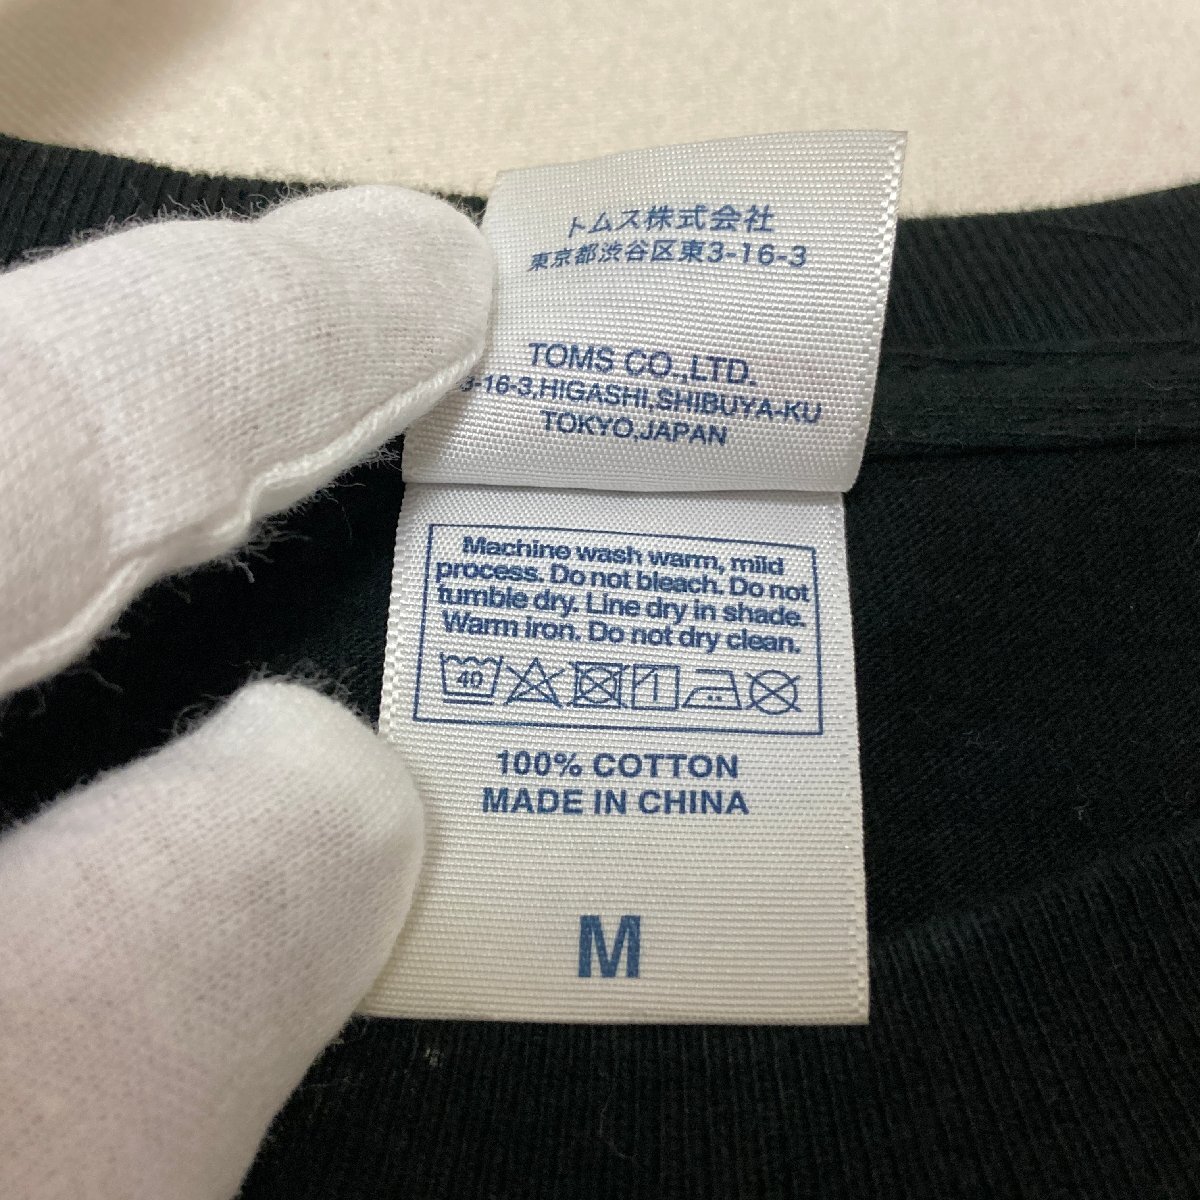 トムス株式会社
東京都渋谷区東3-16-3
TOMS CO.,LTD.
3-16-3,HIGASHI,SHIBUYA-KU
TOKYO,JAPAN
Machine wash warm, mild
process. Do not bleach. Do not
tumble dry. Line dry in shade.
Warm iron. Do not dry clean.
40 1
100% COTTON
MADE IN CHINA
M